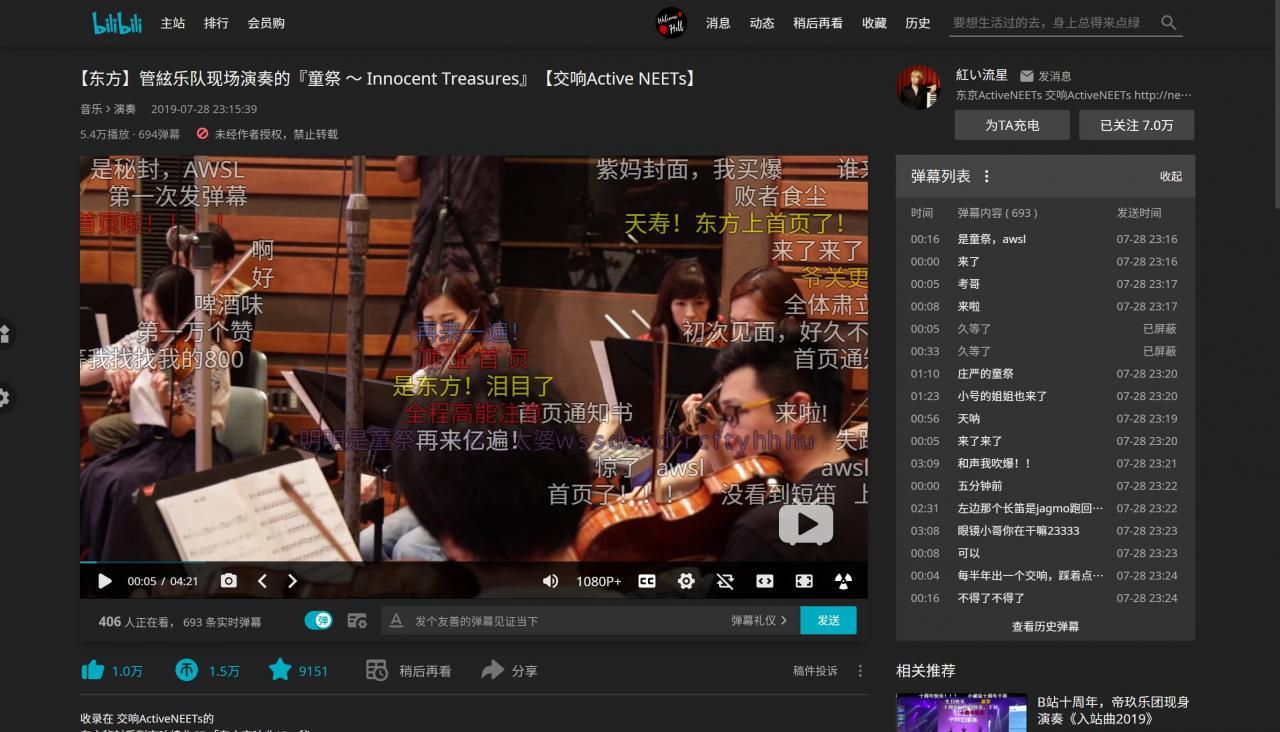 bilibili 主站 排行 会员购 消息 动态 稍后再看 收藏 历史 要想生活过的去，身上总得来点绿
【东方】管絃乐队现场演奏的『童祭 ～ Innocent Treasures』【交响Active NEETs】
音乐 > 演奏 2019-07-28 23:15:39
5.4万播放 · 694弹幕 未经作者授权，禁止转载
紅い流星 发消息
东京ActiveNEETs 交响ActiveNEETs http://ne…
为TA充电 已关注 7.0万
是秘封，AWSL 紫妈封面，我买爆 谁来
第一次发弹幕 败者食尘
首页啦！！！！ 天寿！东方上首页了！
啊 来了来了
好 爷关更
啤酒味 全体肃立
第一万个赞 再来一遍！ 初次见面，好久不
我找找我的800 顶上首页 首页通知
是东方！泪目了
全程高能注 首页通知书 来啦!
明明是童祭 再来亿遍！ 太婆wssdexdrrcftyhhhu 失踪
惊了 awsl awsl
首页了！！！ 没看到短笛 上
00:05 / 04:21 1080P+
406 人正在看， 693 条实时弹幕 弹 发个友善的弹幕见证当下 弹幕礼仪 > 发送
1.0万 1.5万 9151 稍后再看 分享 稿件投诉
收录在 交响ActiveNEETs的
弹幕列表 收起
时间 弹幕内容 ( 693 ) 发送时间
00:16 是童祭，awsl 07-28 23:16
00:00 来了 07-28 23:16
00:05 考哥 07-28 23:17
00:08 来啦 07-28 23:17
00:05 久等了 已屏蔽
00:33 久等了 已屏蔽
01:10 庄严的童祭 07-28 23:20
01:23 小号的姐姐也来了 07-28 23:20
00:56 天呐 07-28 23:19
00:05 来了来了 07-28 23:20
03:09 和声我吹爆！！ 07-28 23:21
00:00 五分钟前 07-28 23:22
02:31 左边那个长笛是jagmo跑回… 07-28 23:22
03:08 眼镜小哥你在干嘛23333 07-28 23:23
00:08 可以 07-28 23:23
00:04 每半年出一个交响，踩着点… 07-28 23:24
00:16 不得了不得了 07-28 23:24
查看历史弹幕
相关推荐
B站十周年，帝玖乐团现身
演奏《入站曲2019》